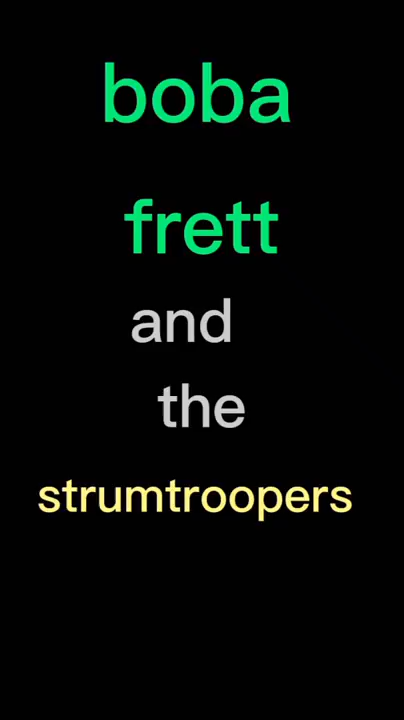 boba
frett
and
the
strumtroopers